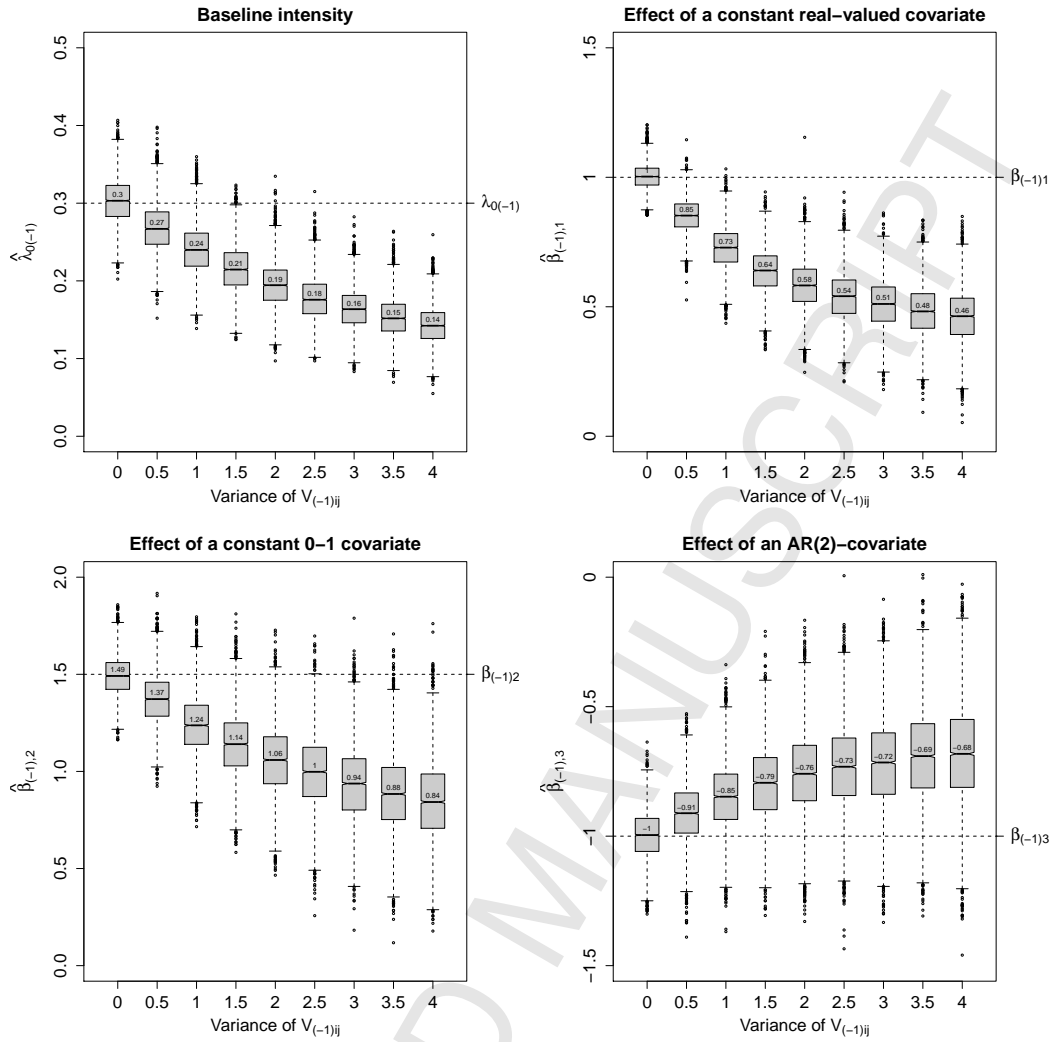 Baseline intensity
0.5
0.4
0.3
0.2
0.1
0.0
λ̂0(−1)
0.3
0.27
0.24
0.21
0.19
0.18
0.16
0.15
0.14
λ0(−1)
0 0.5 1 1.5 2 2.5 3 3.5 4
Variance of V(−1)ij
Effect of a constant real−valued covariate
1.5
1
0.5
0
β̂(−1),1
0.85
0.73
0.64
0.58
0.54
0.51
0.48
0.46
β(−1)1
0 0.5 1 1.5 2 2.5 3 3.5 4
Variance of V(−1)ij
Effect of a constant 0−1 covariate
2.0
1.5
1.0
0.5
0.0
β̂(−1),2
1.49
1.37
1.24
1.14
1.06
1
0.94
0.88
0.84
β(−1)2
0 0.5 1 1.5 2 2.5 3 3.5 4
Variance of V(−1)ij
Effect of an AR(2)−covariate
0
−0.5
−1
−1.5
β̂(−1),3
−1
−0.91
−0.85
−0.79
−0.76
−0.73
−0.72
−0.69
−0.68
β(−1)3
0 0.5 1 1.5 2 2.5 3 3.5 4
Variance of V(−1)ij
D MANUSCRIPT